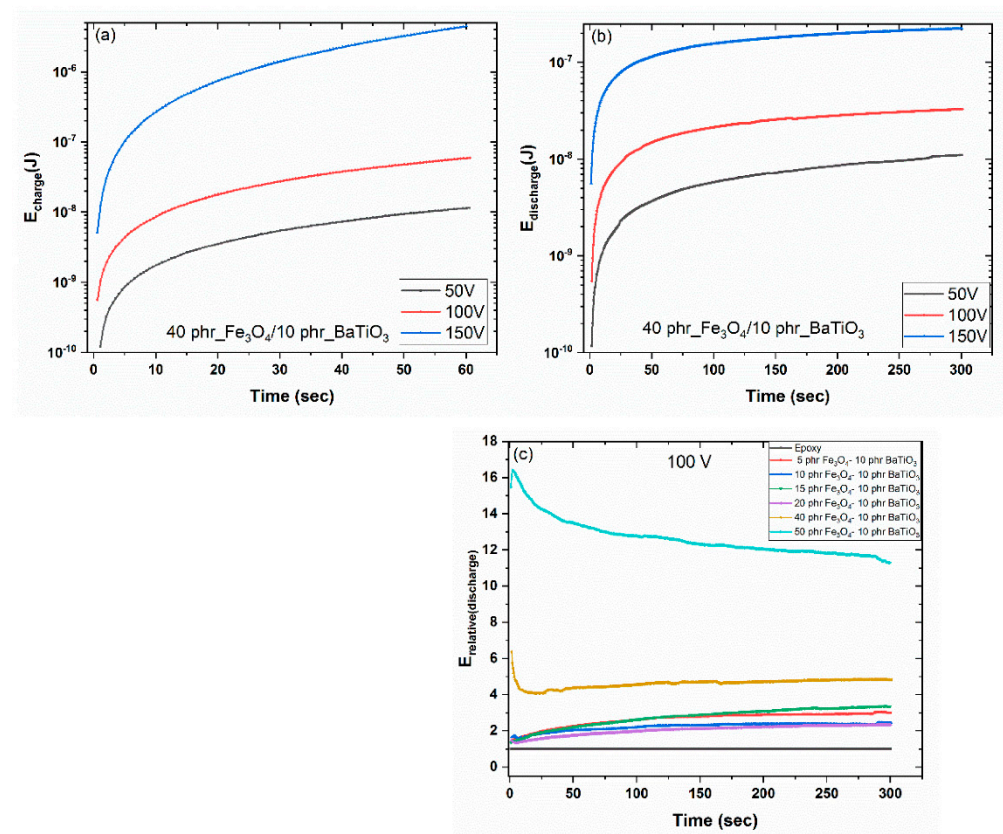 (a)
E_charge(J)
10⁻⁶
10⁻⁷
10⁻⁸
10⁻⁹
10⁻¹⁰
0 10 20 30 40 50 60
Time (sec)
50V
100V
150V
40 phr_Fe₃O₄/10 phr_BaTiO₃
(b)
E_discharge(J)
10⁻⁷
10⁻⁸
10⁻⁹
10⁻¹⁰
0 50 100 150 200 250 300
Time (sec)
50V
100V
150V
40 phr_Fe₃O₄/10 phr_BaTiO₃
(c)
100 V
E_relative(discharge)
18
16
14
12
10
8
6
4
2
0
0 50 100 150 200 250 300
Time (sec)
Epoxy
5 phr Fe₃O₄- 10 phr BaTiO₃
10 phr Fe₃O₄- 10 phr BaTiO₃
15 phr Fe₃O₄- 10 phr BaTiO₃
20 phr Fe₃O₄- 10 phr BaTiO₃
40 phr Fe₃O₄- 10 phr BaTiO₃
50 phr Fe₃O₄- 10 phr BaTiO₃